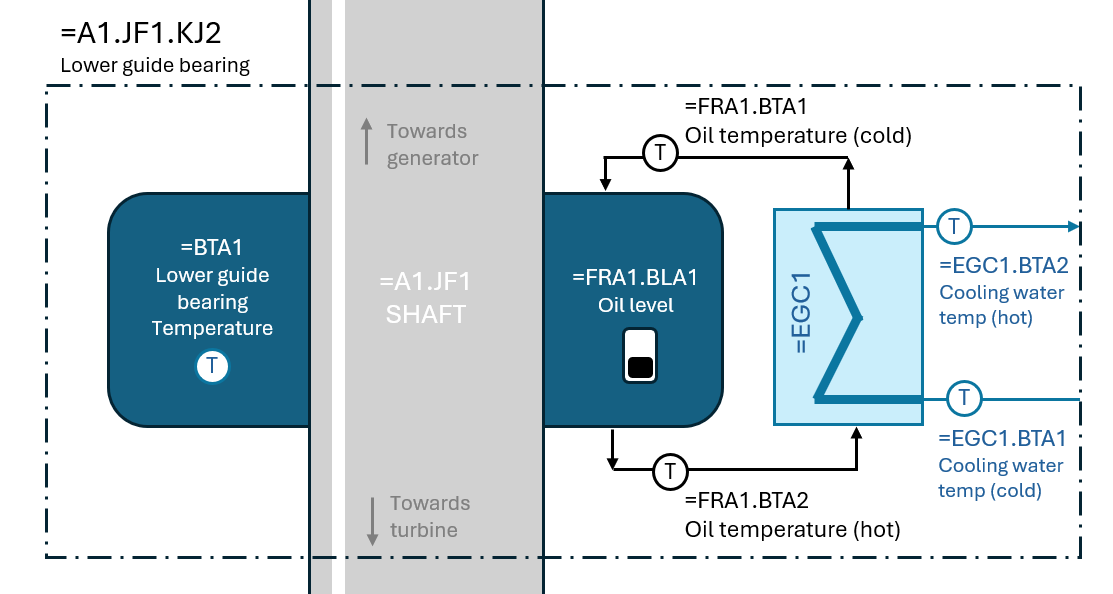 =A1.JF1.KJ2
Lower guide bearing
=FRA1.BTA1
Oil temperature (cold)
T
Towards
generator
=BTA1
Lower guide
bearing
Temperature
T
=A1.JF1
SHAFT
=FRA1.BLA1
Oil level
=EGC1
T
=EGC1.BTA2
Cooling water
temp (hot)
T
=EGC1.BTA1
Cooling water
temp (cold)
T
=FRA1.BTA2
Oil temperature (hot)
Towards
turbine